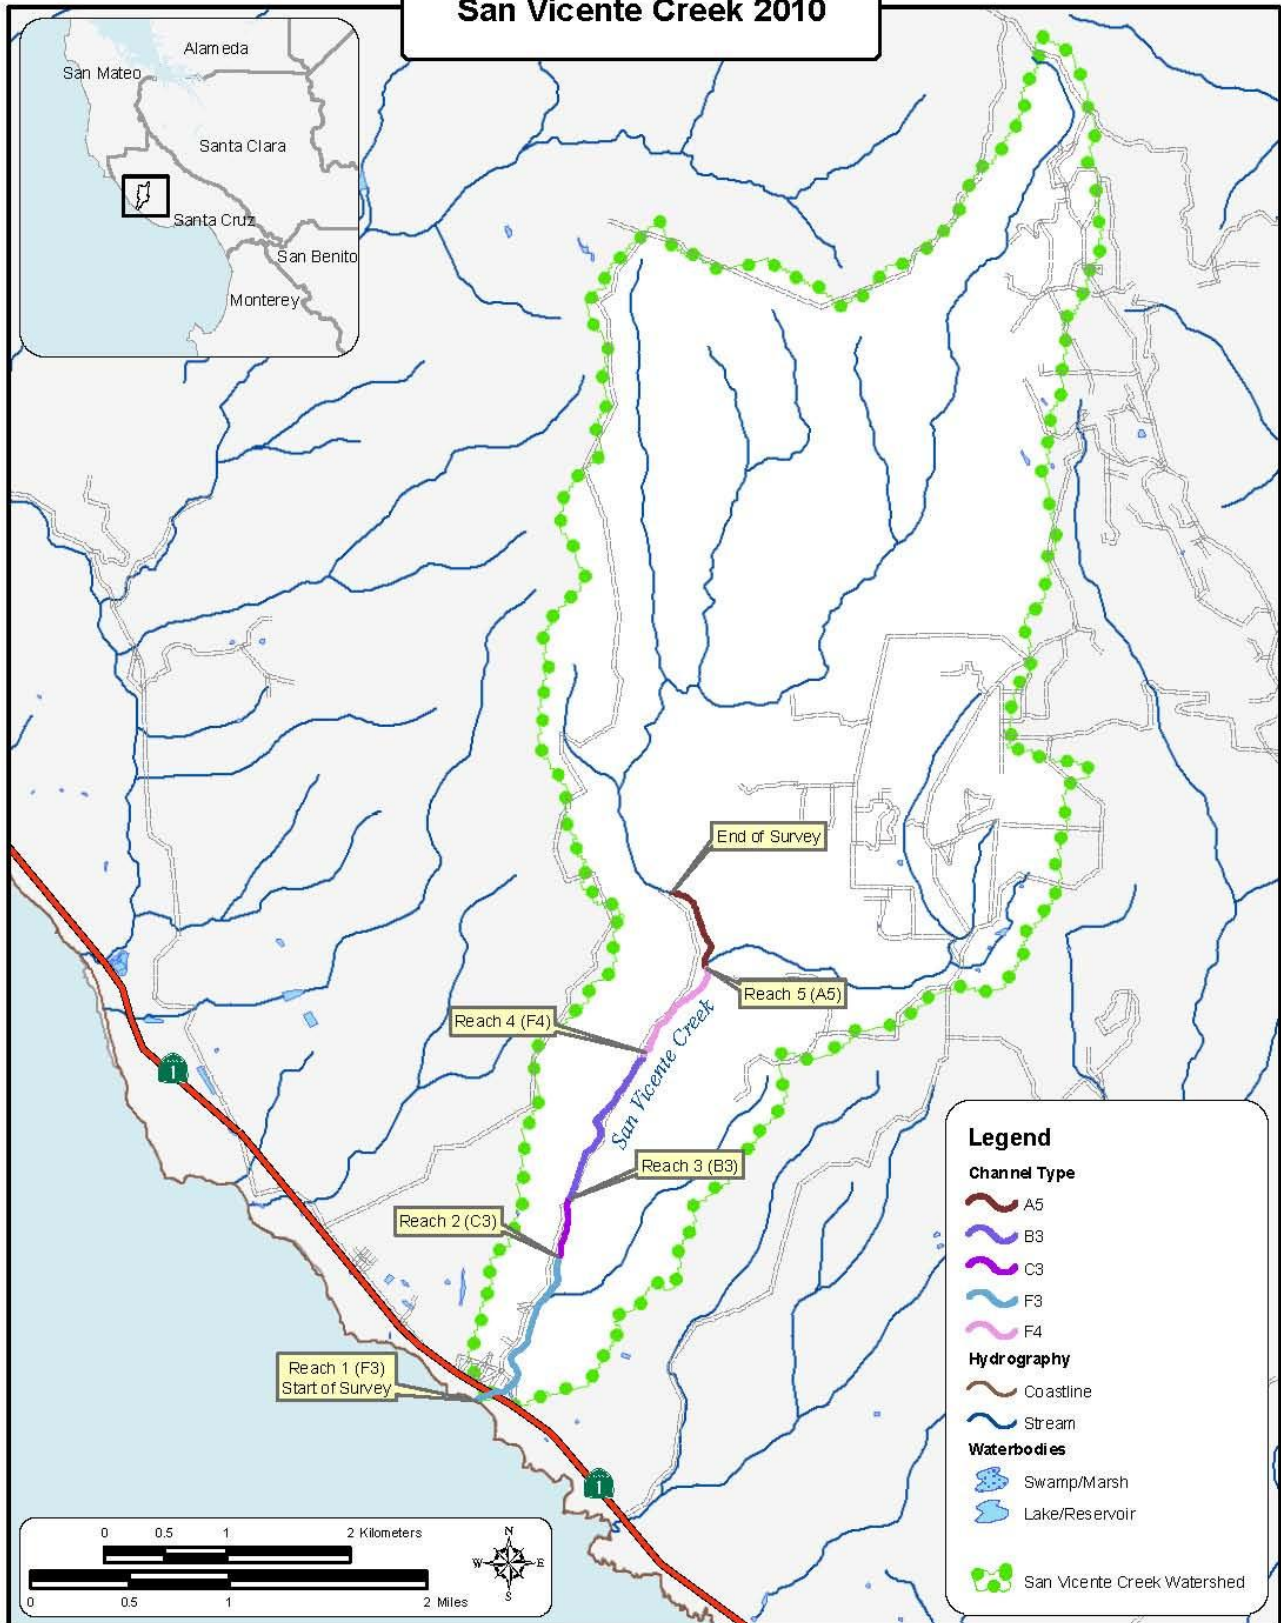 San Vicente Creek 2010
Alameda
San Mateo
Santa Clara
Santa Cruz
San Benito
Monterey
End of Survey
Reach 5 (A5)
Reach 4 (F4)
San Vicente Creek
Reach 3 (B3)
Reach 2 (C3)
Reach 1 (F3)
Start of Survey
1
1
Legend
Channel Type
A5
B3
C3
F3
F4
Hydrography
Coastline
Stream
Waterbodies
Swamp/Marsh
Lake/Reservoir
San Vicente Creek Watershed
0 0.5 1 2 Kilometers
0 0.5 1 2 Miles
N
W E
S